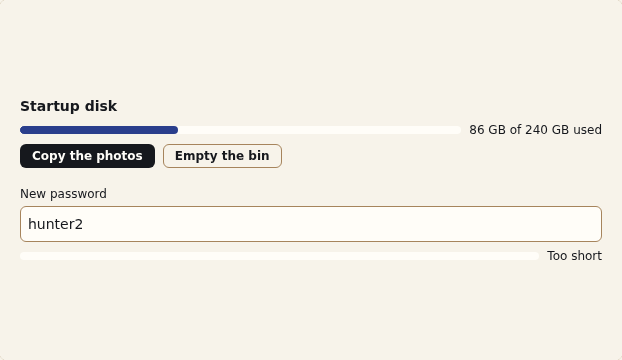 Startup disk
86 GB of 240 GB used
Copy the photos Empty the bin
New password
hunter2
Too short